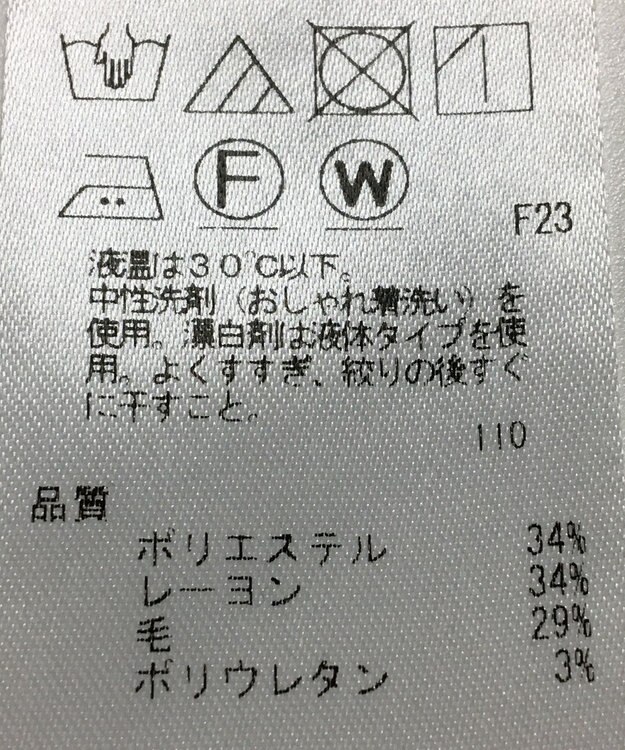 F
W
F23
液温は30℃以下。
中性洗剤（おしゃれ着洗い）を
使用。漂白剤は液体タイプを使
用。よくすすぎ、絞りの後すぐ
に干すこと。
110
品質
ポリエステル 34%
レーヨン 34%
毛 29%
ポリウレタン 3%